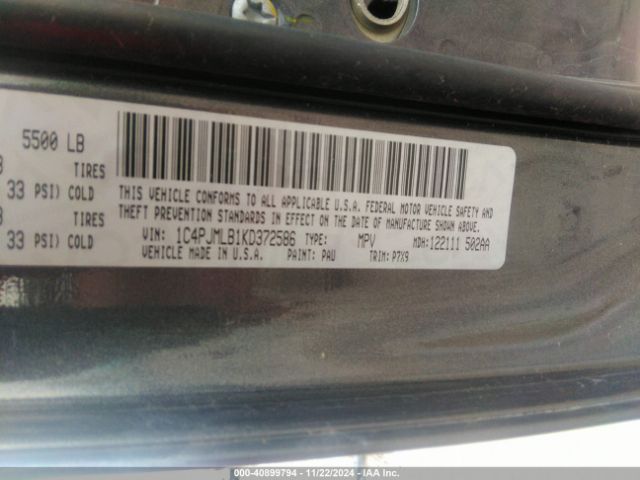 5500 LB
TIRES
33 PSI) COLD
TIRES
33 PSI) COLD
THIS VEHICLE CONFORMS TO ALL APPLICABLE U.S.A. FEDERAL MOTOR VEHICLE SAFETY AND
THEFT PREVENTION STANDARDS IN EFFECT ON THE DATE OF MANUFACTURE SHOWN ABOVE.
VIN: 1C4PJMLB1KD372586 TYPE: MPV MDH: 122111 502AA
VEHICLE MADE IN U.S.A. PAINT: PAU TRIM: P7X9
000-40899794 - 11/22/2024 - IAA Inc.